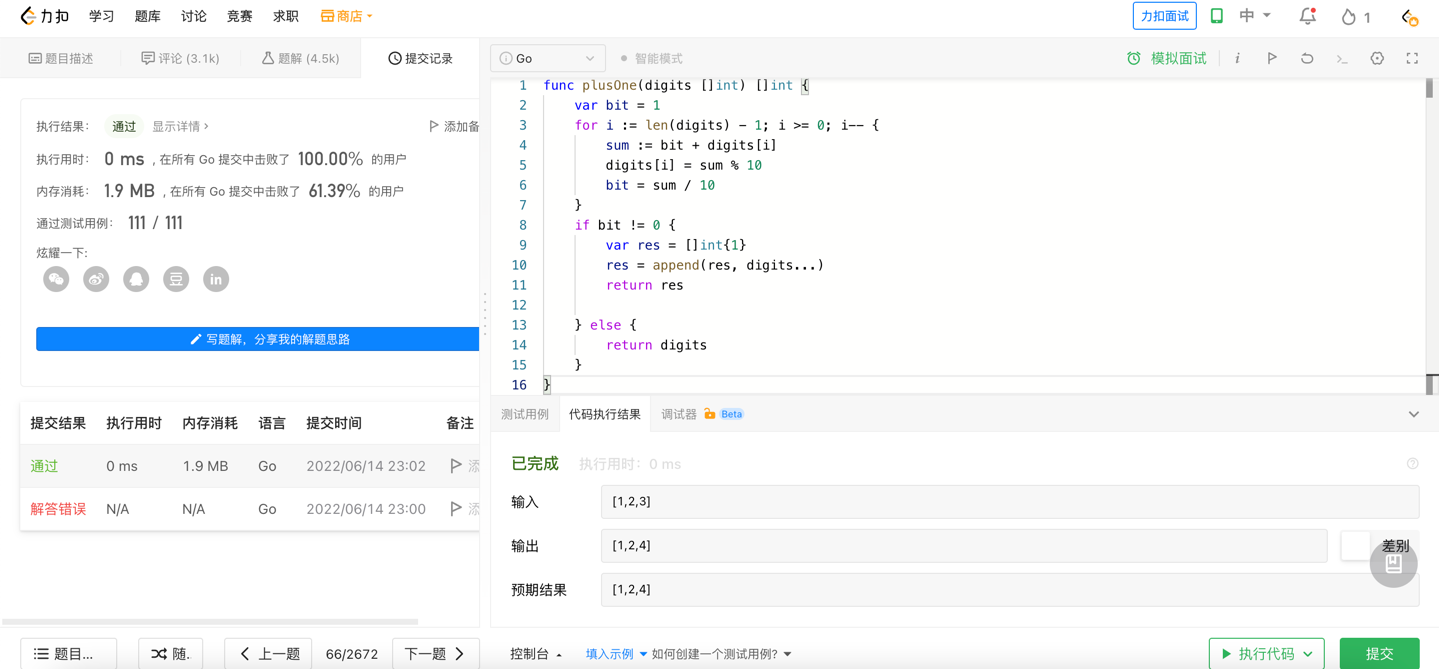 力扣 学习 题库 讨论 竞赛 求职 商店 力扣面试 中 1
题目描述 评论 (3.1k) 题解 (4.5k) 提交记录
执行结果： 通过 显示详情 › 添加备
执行用时： 0 ms ，在所有 Go 提交中击败了 100.00% 的用户
内存消耗： 1.9 MB ，在所有 Go 提交中击败了 61.39% 的用户
通过测试用例： 111 / 111
炫耀一下:
豆 in
写题解，分享我的解题思路
提交结果 执行用时 内存消耗 语言 提交时间 备注
通过 0 ms 1.9 MB Go 2022/06/14 23:02 添
解答错误 N/A N/A Go 2022/06/14 23:00 添
题目... 随. 上一题 66/2672 下一题
i Go 智能模式 模拟面试 i
1 func plusOne(digits []int) []int {
2     var bit = 1
3     for i := len(digits) - 1; i >= 0; i-- {
4         sum := bit + digits[i]
5         digits[i] = sum % 10
6         bit = sum / 10
7     }
8     if bit != 0 {
9         var res = []int{1}
10         res = append(res, digits...)
11         return res
12
13     } else {
14         return digits
15     }
16 }
测试用例 代码执行结果 调试器 Beta
已完成 执行用时：0 ms
输入 [1,2,3]
输出 [1,2,4] 差别
预期结果 [1,2,4]
控制台 填入示例 如何创建一个测试用例? 执行代码 提交